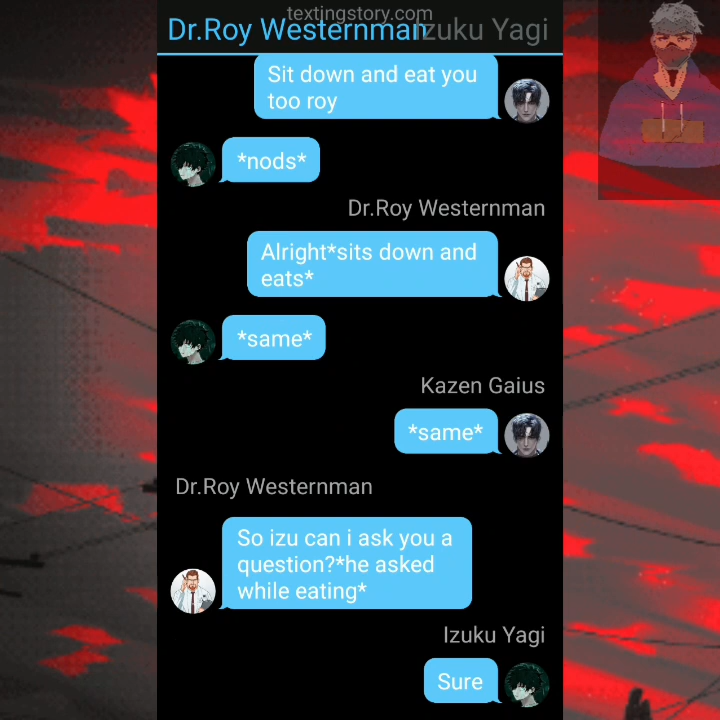 textingstory.com
Dr.Roy Westernman
Izuku Yagi
Sit down and eat you
too roy
*nods*
Dr.Roy Westernman
Alright*sits down and
eats*
*same*
Kazen Gaius
*same*
Dr.Roy Westernman
So izu can i ask you a
question?*he asked
while eating*
Izuku Yagi
Sure